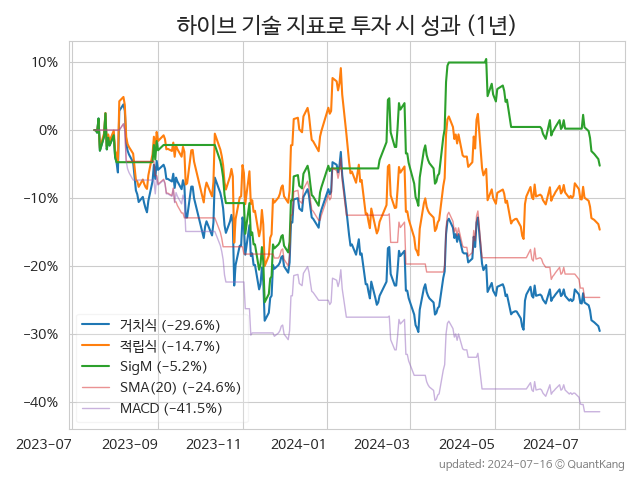 하이브 기술 지표로 투자 시 성과 (1년)
10%
0%
−10%
−20%
−30%
−40%
거치식 (−29.6%)
적립식 (−14.7%)
SigM (−5.2%)
SMA(20) (−24.6%)
MACD (−41.5%)
2023-07
2023-09
2023-11
2024-01
2024-03
2024-05
2024-07
updated: 2024-07-16 © QuantKang